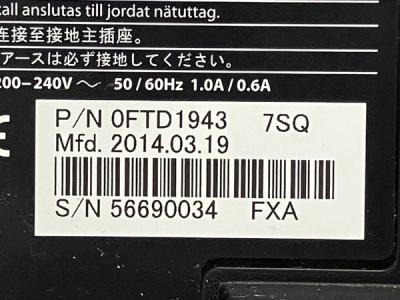 kall anslutas till jordat nätuttag.
连接至接地主插座。
アースは必ず接地してください。
200-240V ～ 50 / 60Hz 1.0A / 0.6A
P/N 0FTD1943 7SQ
Mfd. 2014.03.19
S/N 56690034 FXA